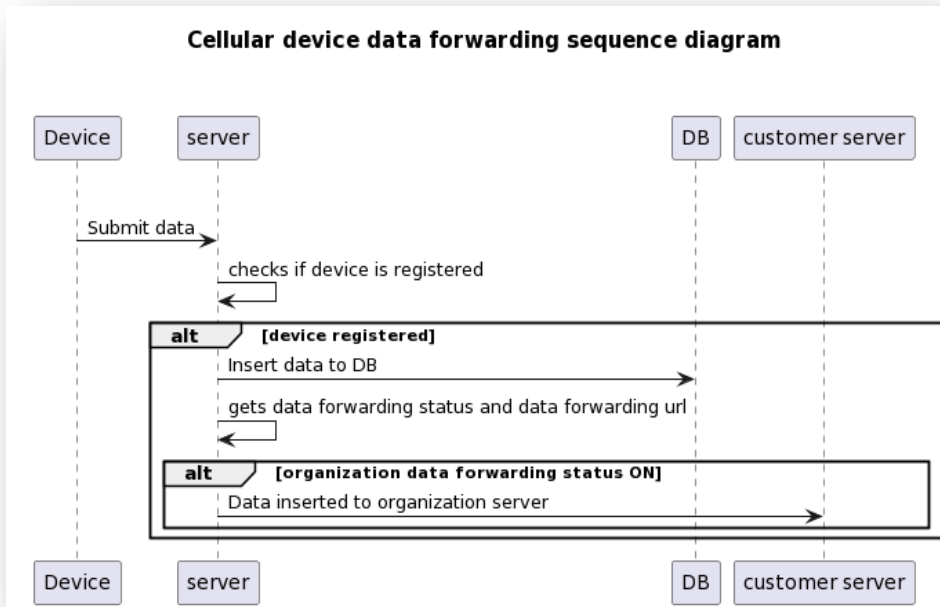 Cellular device data forwarding sequence diagram
Device server DB customer server
Submit data
checks if device is registered
alt [device registered]
Insert data to DB
gets data forwarding status and data forwarding url
alt [organization data forwarding status ON]
Data inserted to organization server
Device server DB customer server